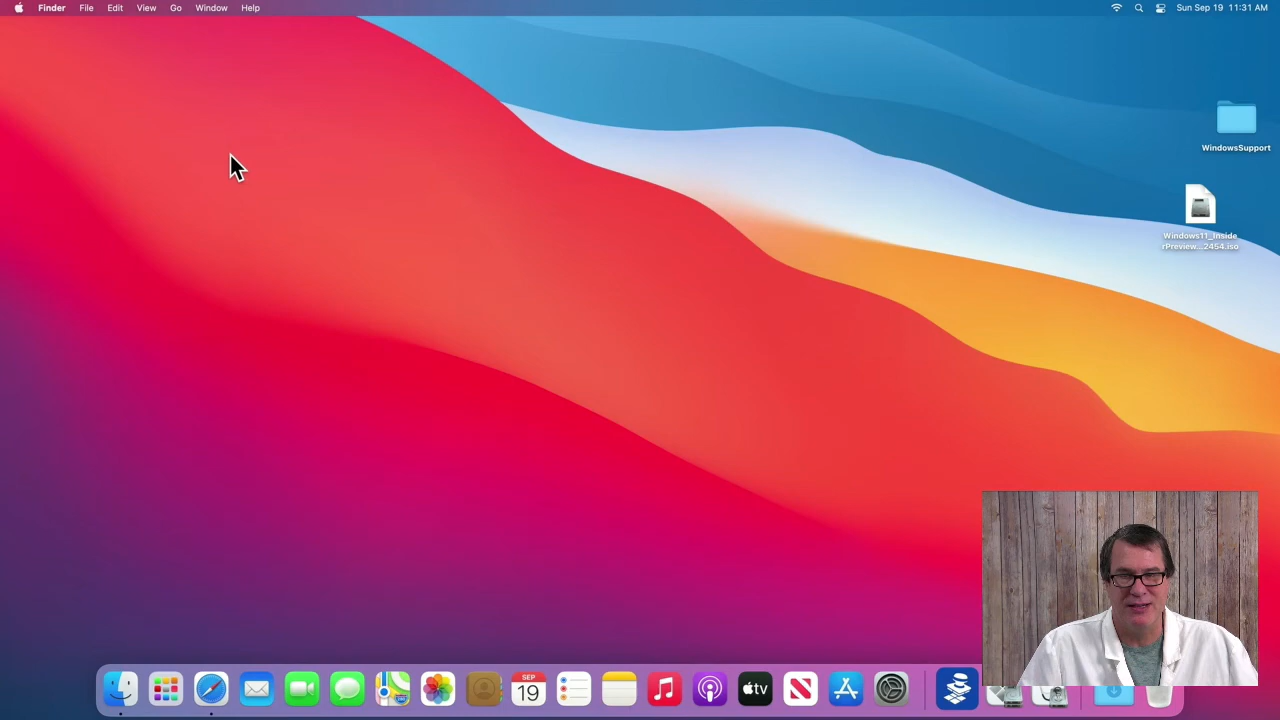 Finder File Edit View Go Window Help
Sun Sep 19 11:31 AM
WindowsSupport
Windows11_Inside
rPreview...2454.iso
SEP
19
tv